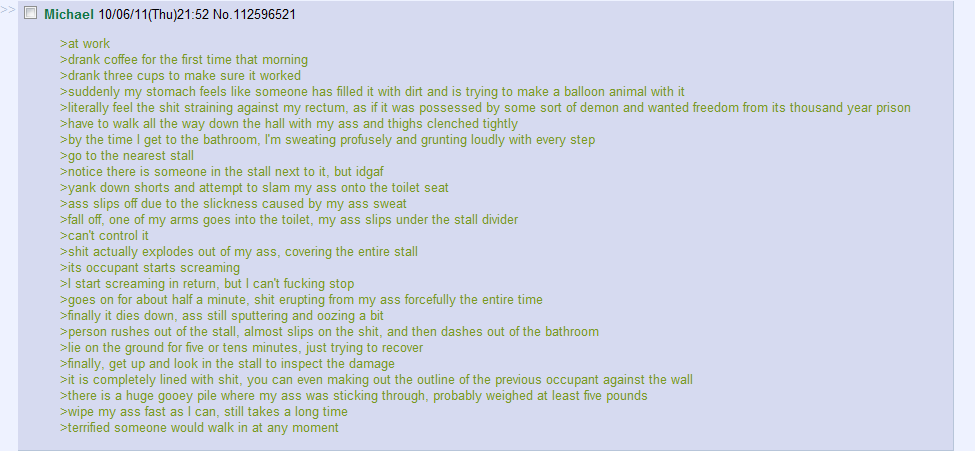 >> Michael 10/06/11(Thu)21:52 No.112596521
>at work
>drank coffee for the first time that morning
>drank three cups to make sure it worked
>suddenly my stomach feels like someone has filled it with dirt and is trying to make a balloon animal with it
>literally feel the shit straining against my rectum, as if it was possessed by some sort of demon and wanted freedom from its thousand year prison
>have to walk all the way down the hall with my ass and thighs clenched tightly
>by the time I get to the bathroom, I'm sweating profusely and grunting loudly with every step
>go to the nearest stall
>notice there is someone in the stall next to it, but idgaf
>yank down shorts and attempt to slam my ass onto the toilet seat
>ass slips off due to the slickness caused by my ass sweat
>fall off, one of my arms goes into the toilet, my ass slips under the stall divider
>can't control it
>shit actually explodes out of my ass, covering the entire stall
>its occupant starts screaming
>I start screaming in return, but I can't fucking stop
>goes on for about half a minute, shit erupting from my ass forcefully the entire time
>finally it dies down, ass still sputtering and oozing a bit
>person rushes out of the stall, almost slips on the shit, and then dashes out of the bathroom
>lie on the ground for five or tens minutes, just trying to recover
>finally, get up and look in the stall to inspect the damage
>it is completely lined with shit, you can even making out the outline of the previous occupant against the wall
>there is a huge gooey pile where my ass was sticking through, probably weighed at least five pounds
>wipe my ass fast as I can, still takes a long time
>terrified someone would walk in at any moment